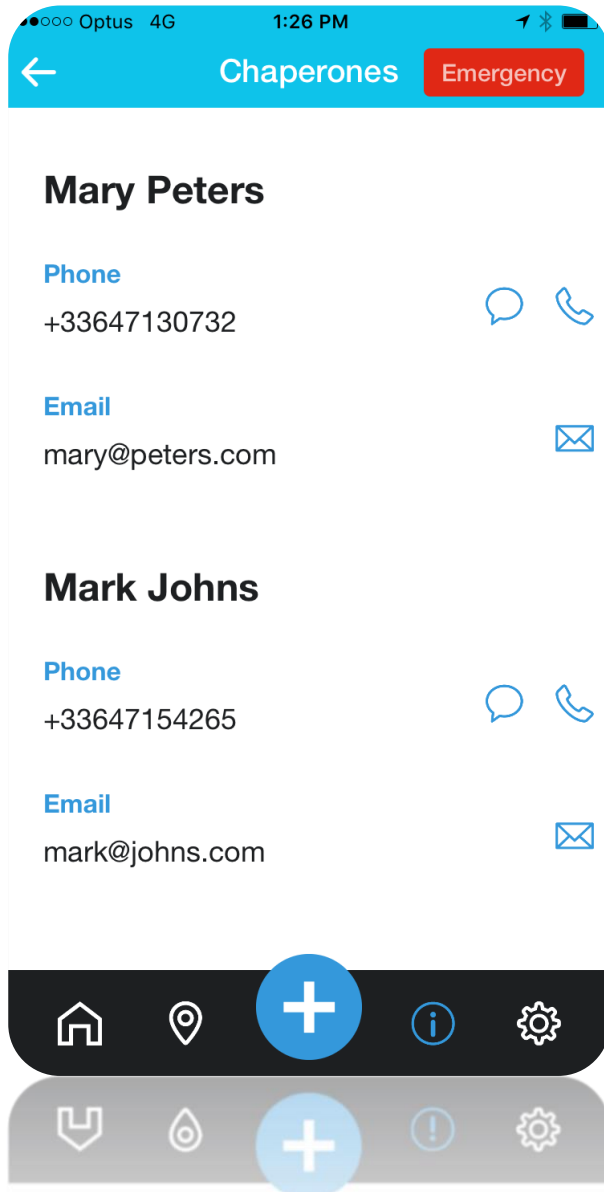 Optus 4G 1:26 PM
Chaperones Emergency
Mary Peters
Phone
+33647130732
Email
mary@peters.com
Mark Johns
Phone
+33647154265
Email
mark@johns.com